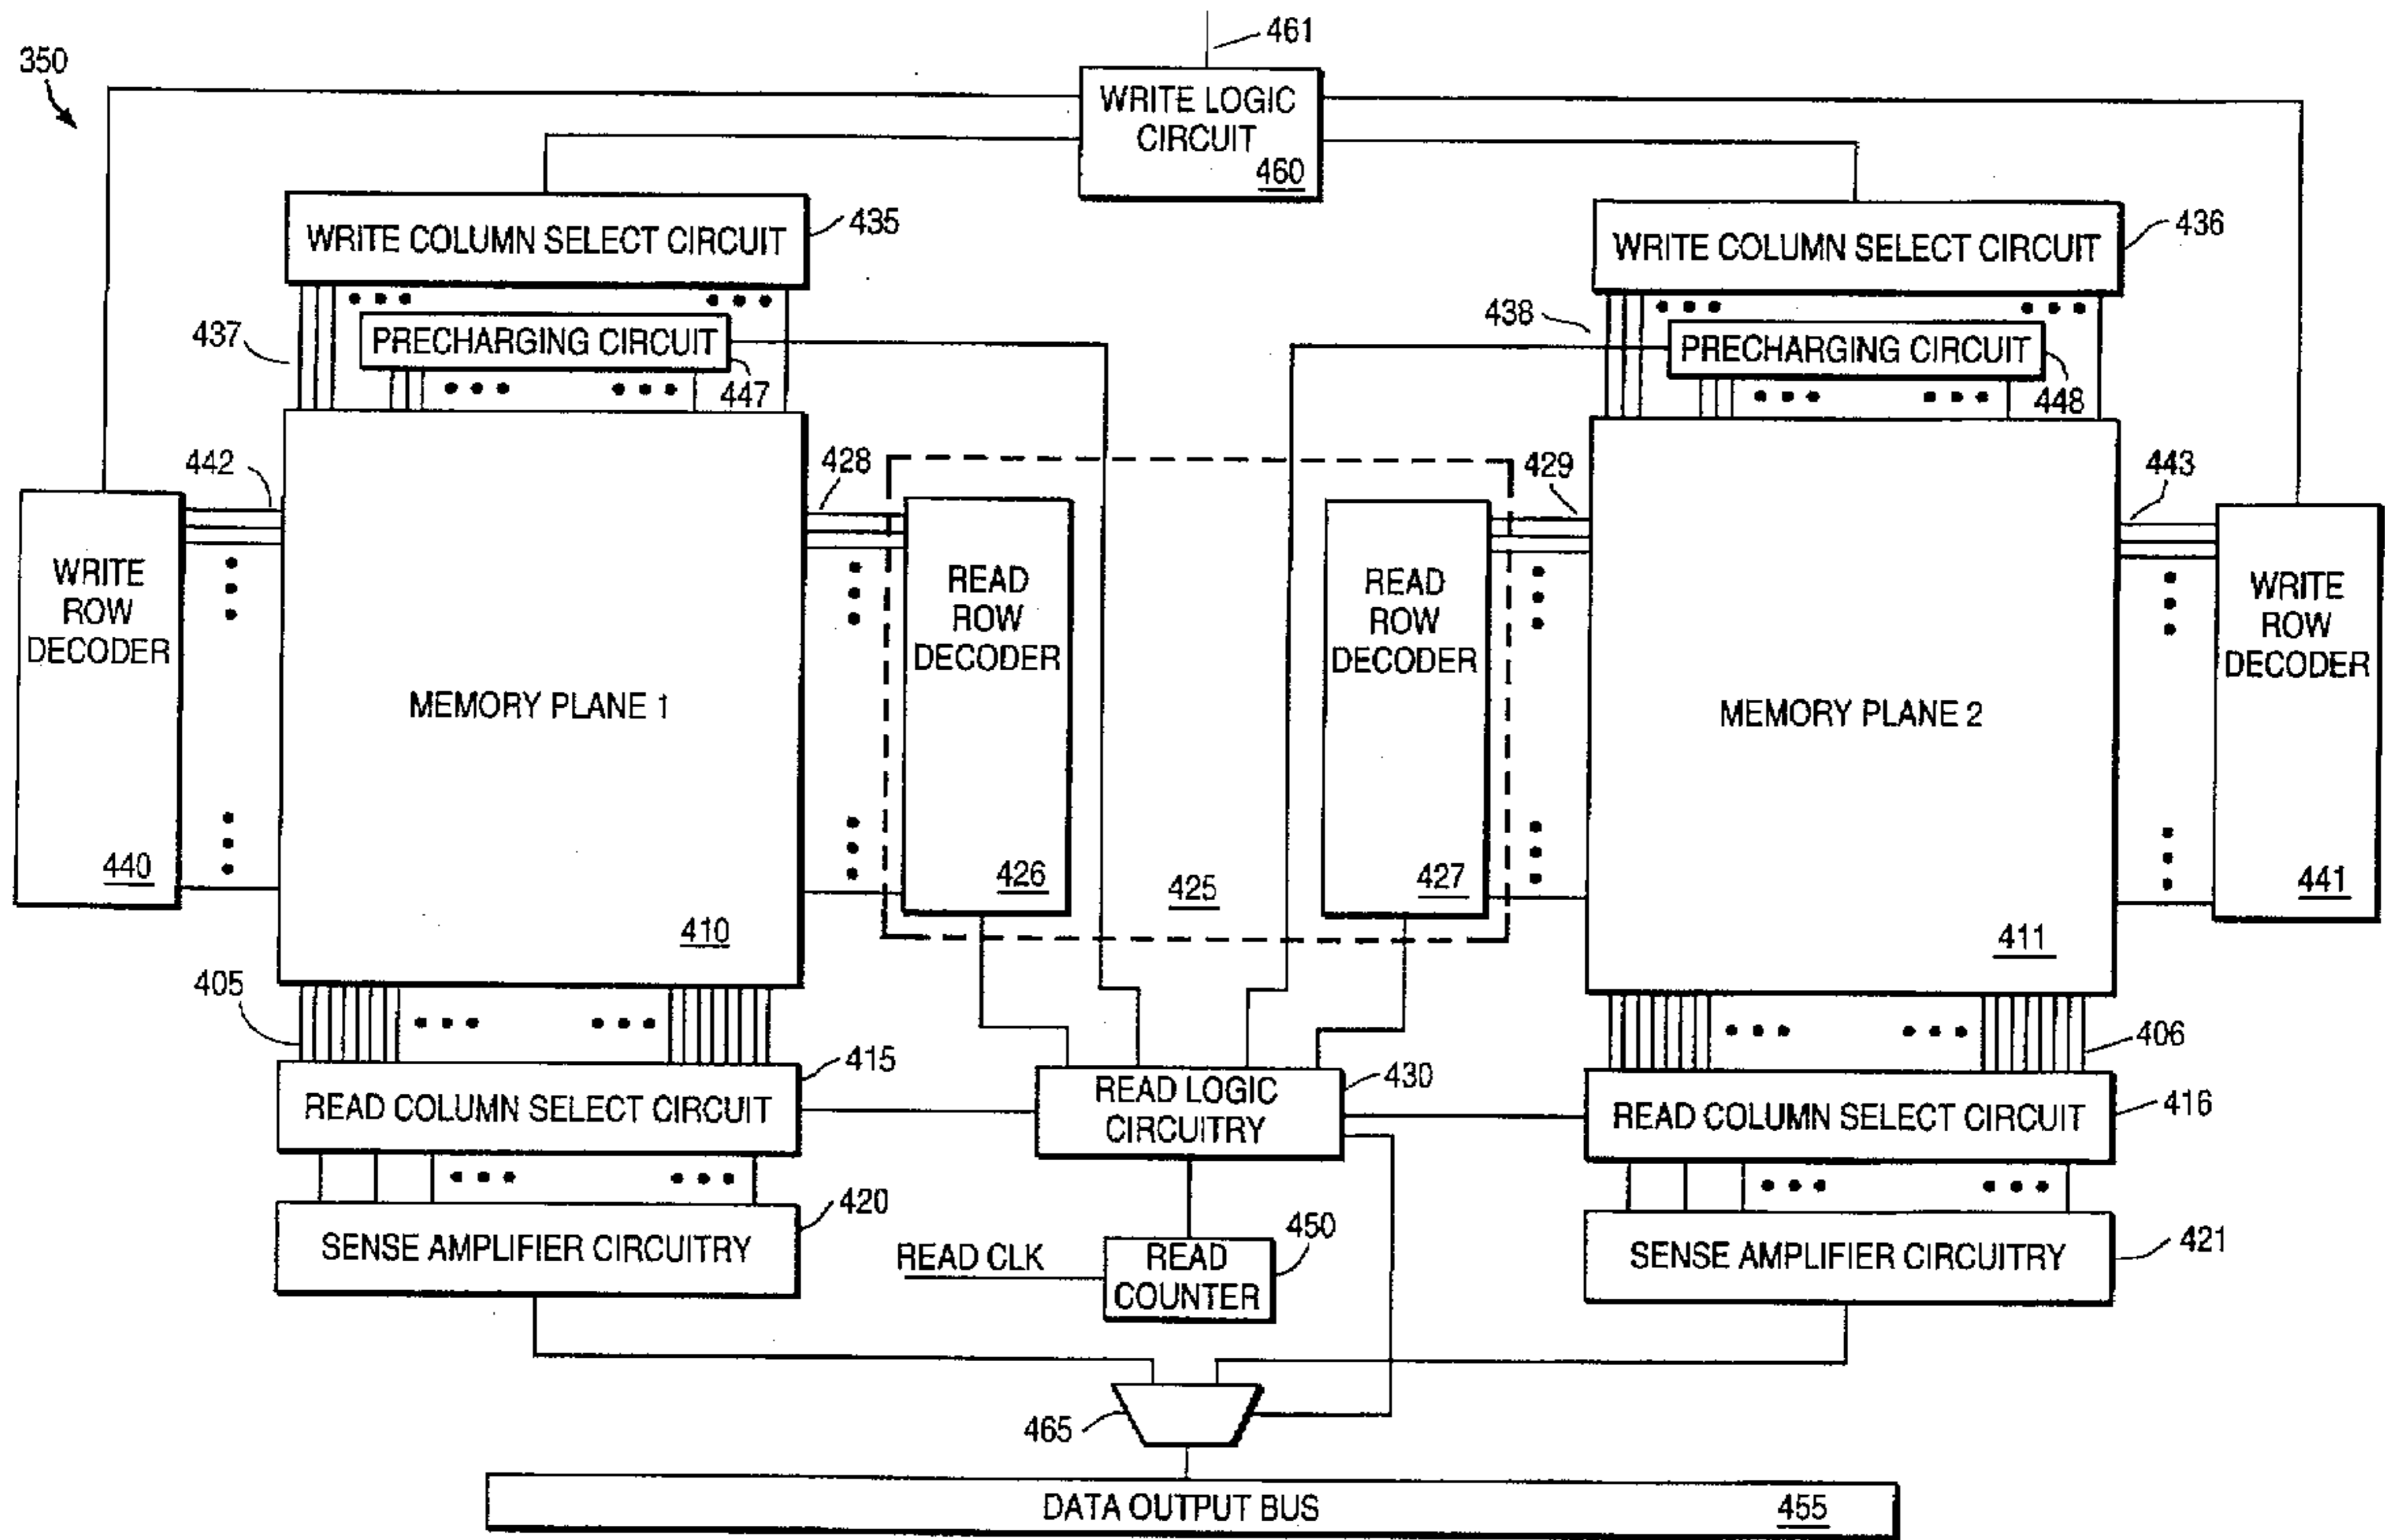 461
350
WRITE LOGIC
CIRCUIT
460
WRITE COLUMN SELECT CIRCUIT
435
WRITE COLUMN SELECT CIRCUIT
436
437
PRECHARGING CIRCUIT
447
438
PRECHARGING CIRCUIT
448
442
428
429
443
WRITE
ROW
DECODER
440
MEMORY PLANE 1
410
READ
ROW
DECODER
426
425
READ
ROW
DECODER
427
MEMORY PLANE 2
411
WRITE
ROW
DECODER
441
405
406
READ COLUMN SELECT CIRCUIT
415
READ LOGIC
CIRCUITRY
430
READ COLUMN SELECT CIRCUIT
416
SENSE AMPLIFIER CIRCUITRY
420
READ CLK
READ
COUNTER
450
SENSE AMPLIFIER CIRCUITRY
421
465
DATA OUTPUT BUS
455